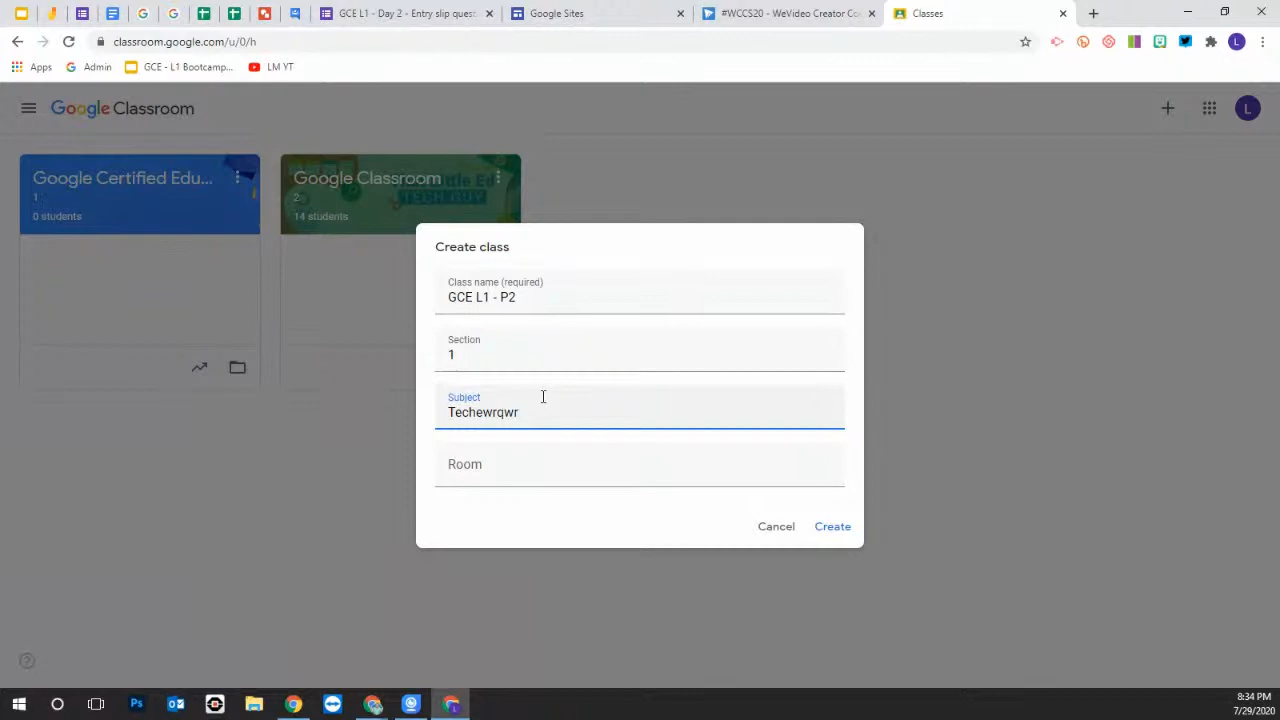 GCE L1 - Day 2 - Entry slip quest
Google Sites
#WCCS20 - WeVideo Creator Co
Classes
classroom.google.com/u/0/h
L
Apps
Admin
GCE - L1 Bootcamp...
LM YT
Google Classroom
L
Google Certified Edu...
1
0 students
Google Classroom
2
14 students
TECH GUY
Create class
Class name (required)
GCE L1 - P2
Section
1
Subject
Techewrqwr
Room
Cancel
Create
8:34 PM
7/29/2020